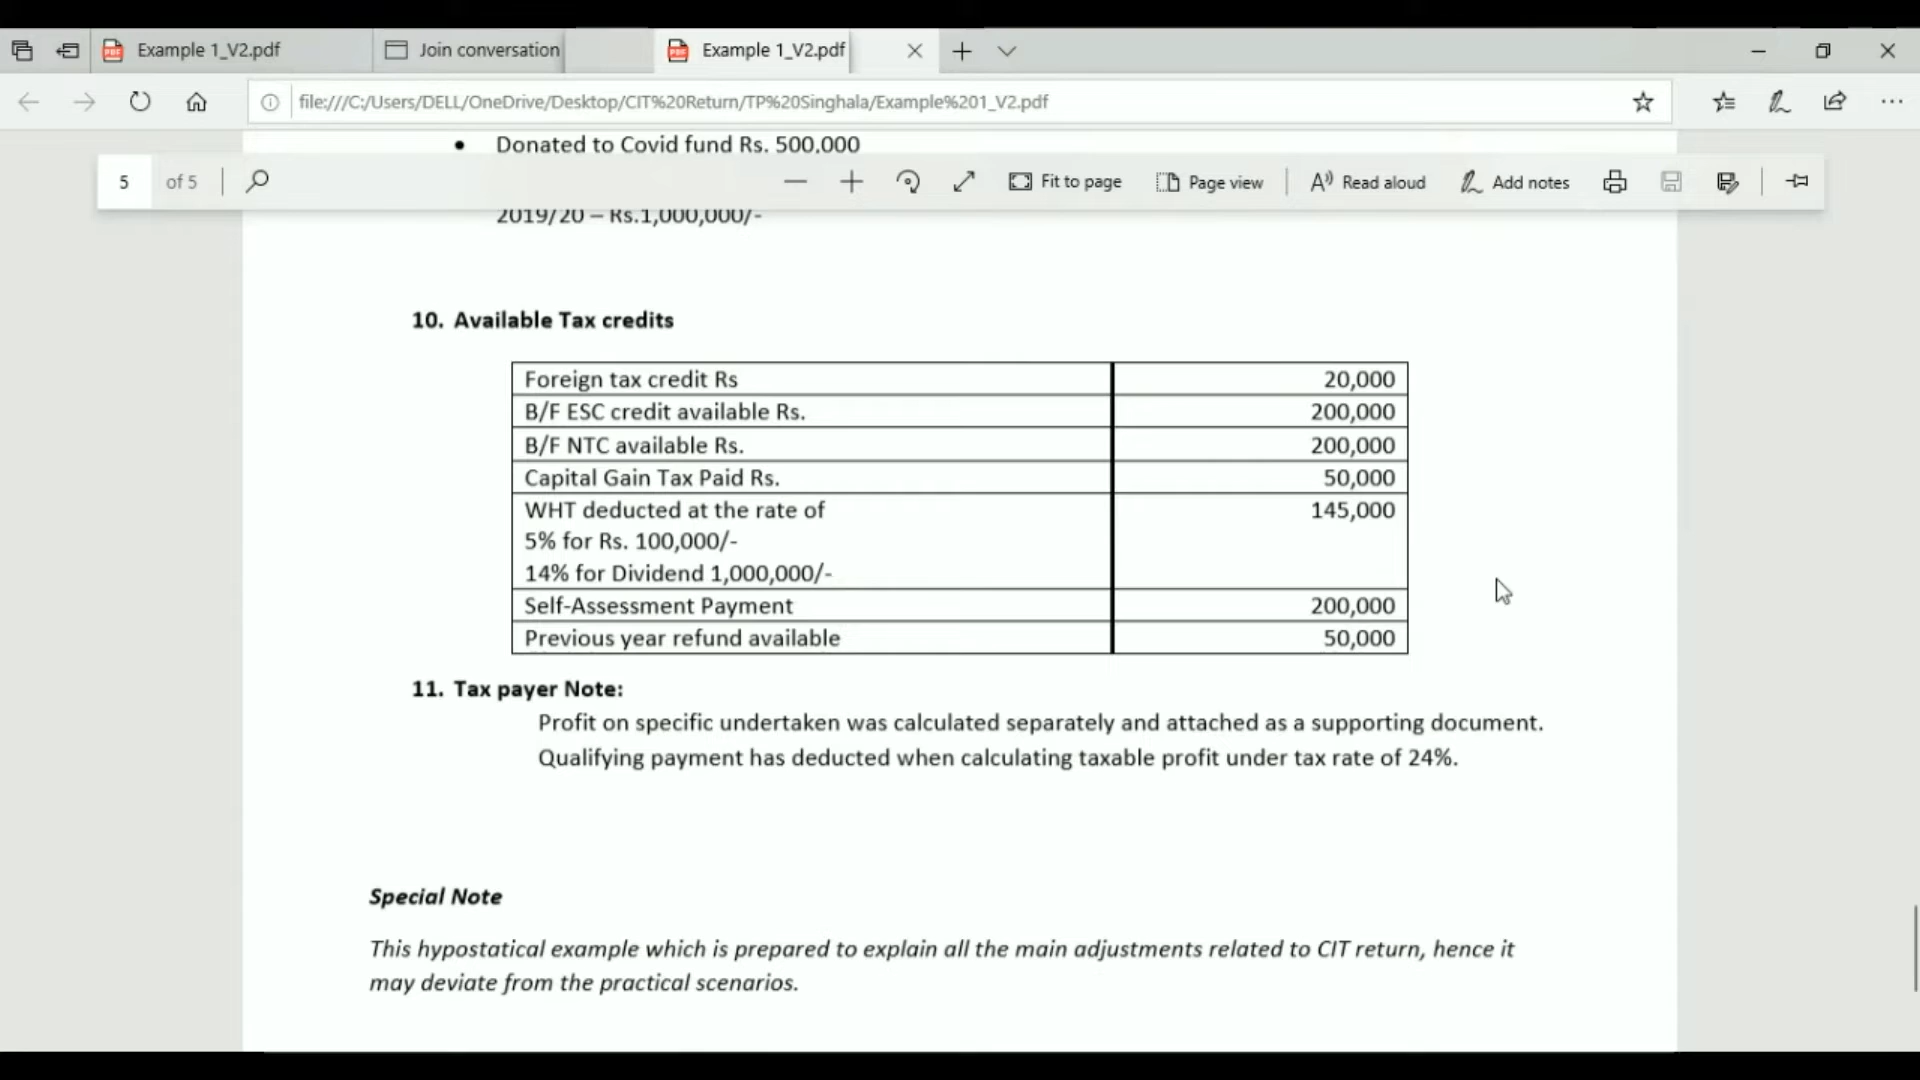 Example 1_V2.pdf
Join conversation
Example 1_V2.pdf
file:///C:/Users/DELL/OneDrive/Desktop/CIT%20Return/TP%20Singhala/Example%201_V2.pdf
• Donated to Covid fund Rs. 500,000
5 of 5
Fit to page
Page view
Read aloud
Add notes
2019/20 – Rs.1,000,000/-
10. Available Tax credits
Foreign tax credit Rs 20,000
B/F ESC credit available Rs. 200,000
B/F NTC available Rs. 200,000
Capital Gain Tax Paid Rs. 50,000
WHT deducted at the rate of 145,000
5% for Rs. 100,000/-
14% for Dividend 1,000,000/-
Self-Assessment Payment 200,000
Previous year refund available 50,000
11. Tax payer Note:
Profit on specific undertaken was calculated separately and attached as a supporting document.
Qualifying payment has deducted when calculating taxable profit under tax rate of 24%.
Special Note
This hypostatical example which is prepared to explain all the main adjustments related to CIT return, hence it
may deviate from the practical scenarios.